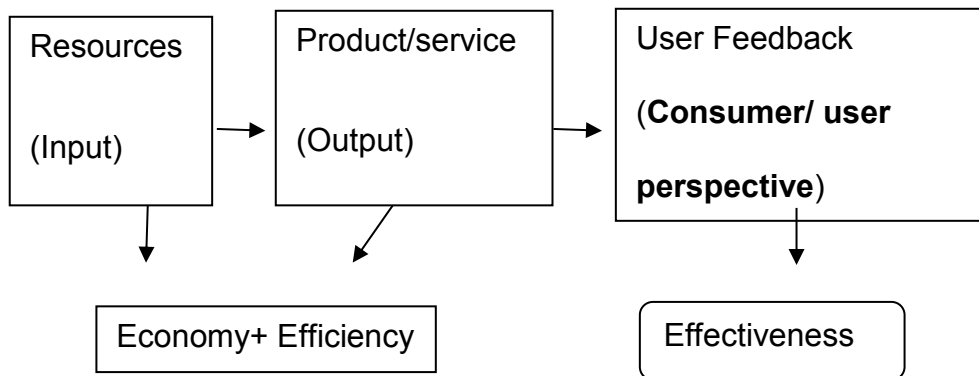 Resources
(Input)
Product/service
(Output)
User Feedback
(Consumer/ user
perspective)
Economy+ Efficiency
Effectiveness